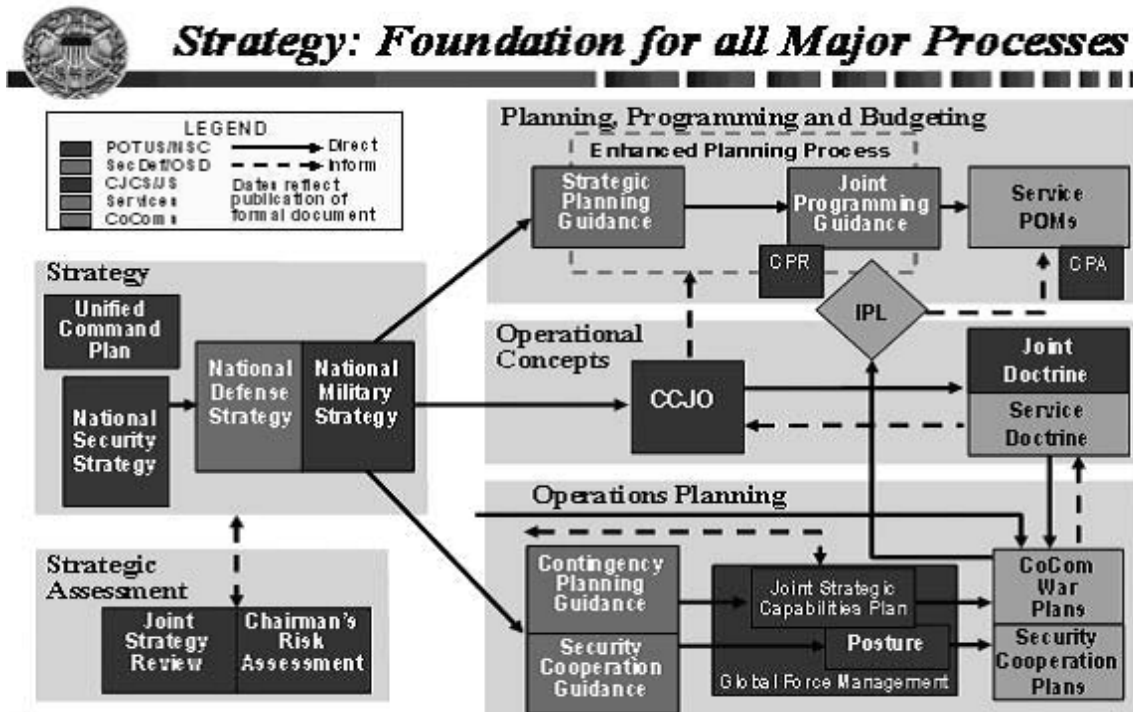 Strategy: Foundation for all Major Processes
LEGEND
POTUS/NSC
SecDef/OSD
CJCS/JS
Services
CoComs
Direct
Inform
Dates reflect
publication of
formal document
Planning, Programming and Budgeting
Enhanced Planning Process
Strategic
Planning
Guidance
Joint
Programming
Guidance
Service
POMs
CPR
CPA
IPL
Strategy
Unified
Command
Plan
National
Security
Strategy
National
Defense
Strategy
National
Military
Strategy
Operational
Concepts
CCJO
Joint
Doctrine
Service
Doctrine
Strategic
Assessment
Joint
Strategy
Review
Chairman's
Risk
Assessment
Operations Planning
Contingency
Planning
Guidance
Security
Cooperation
Guidance
Joint Strategic
Capabilities Plan
Posture
Global Force Management
CoCom
War
Plans
Security
Cooperation
Plans